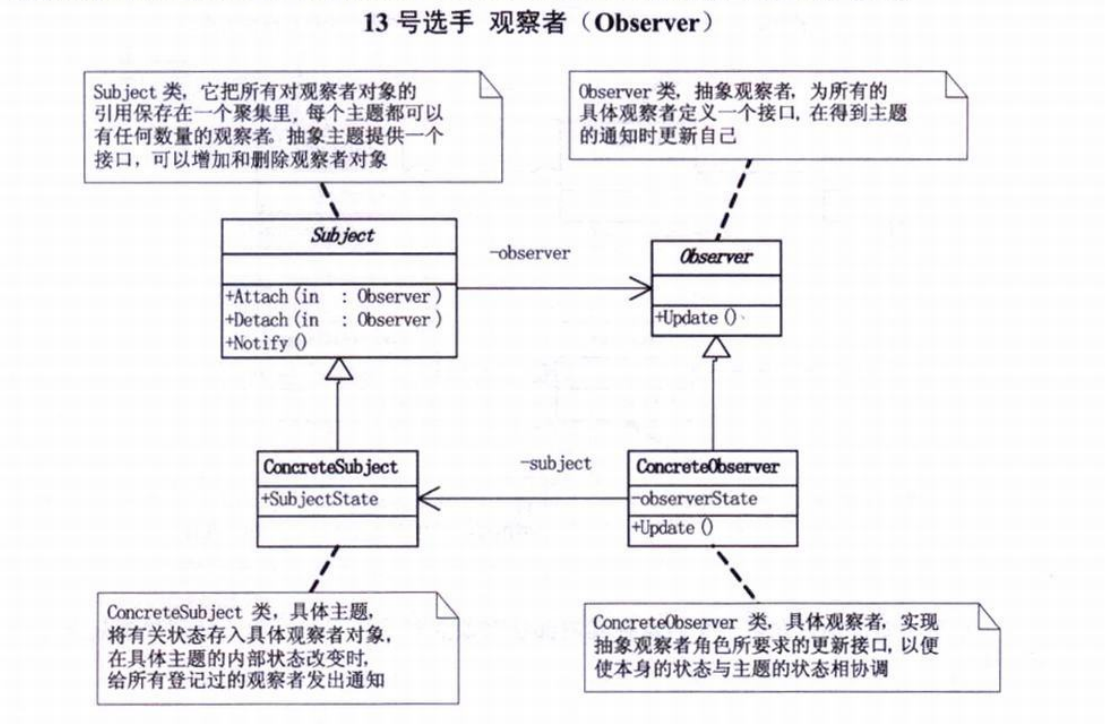 13 号选手 观察者（Observer）
Subject 类，它把所有对观察者对象的
引用保存在一个聚集里，每个主题都可以
有任何数量的观察者。抽象主题提供一个
接口，可以增加和删除观察者对象
Observer 类，抽象观察者，为所有的
具体观察者定义一个接口，在得到主题
的通知时更新自己
Subject
+Attach(in : Observer)
+Detach(in : Observer)
+Notify()
-observer
Observer
+Update()
ConcreteSubject
+SubjectState
-subject
ConcreteObserver
-observerState
+Update()
ConcreteSubject 类，具体主题，
将有关状态存入具体观察者对象，
在具体主题的内部状态改变时，
给所有登记过的观察者发出通知
ConcreteObserver 类，具体观察者，实现
抽象观察者角色所要求的更新接口，以便
使本身的状态与主题的状态相协调